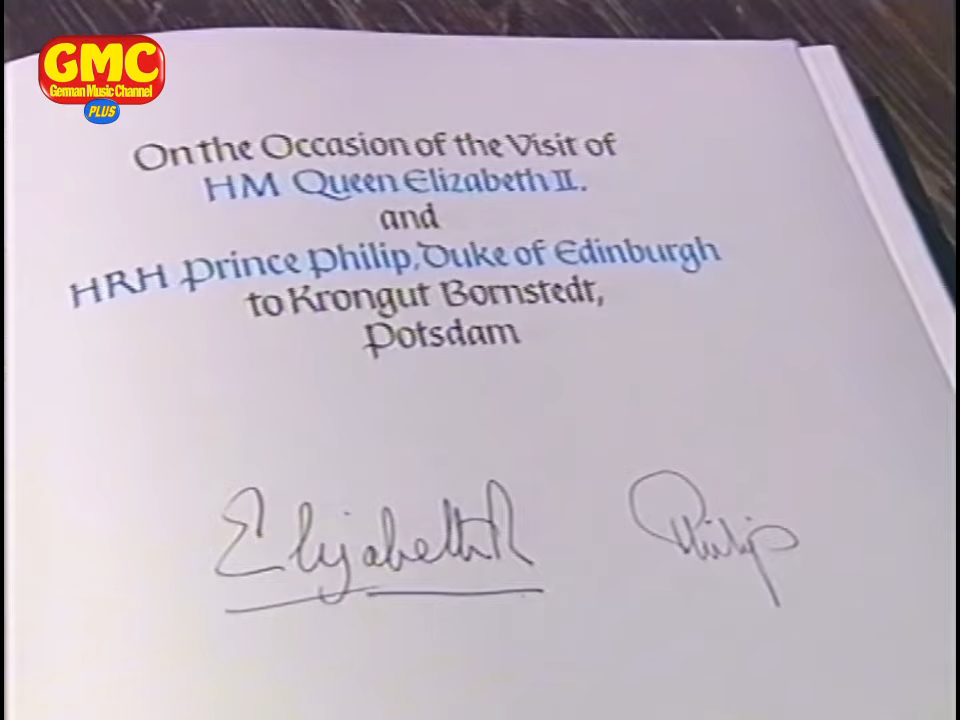 GMC
German Music Channel
PLUS
On the Occasion of the Visit of
HM Queen Elizabeth II.
and
HRH Prince Philip, Duke of Edinburgh
to Krongut Bornstedt,
Potsdam
Elizabeth R
Philip